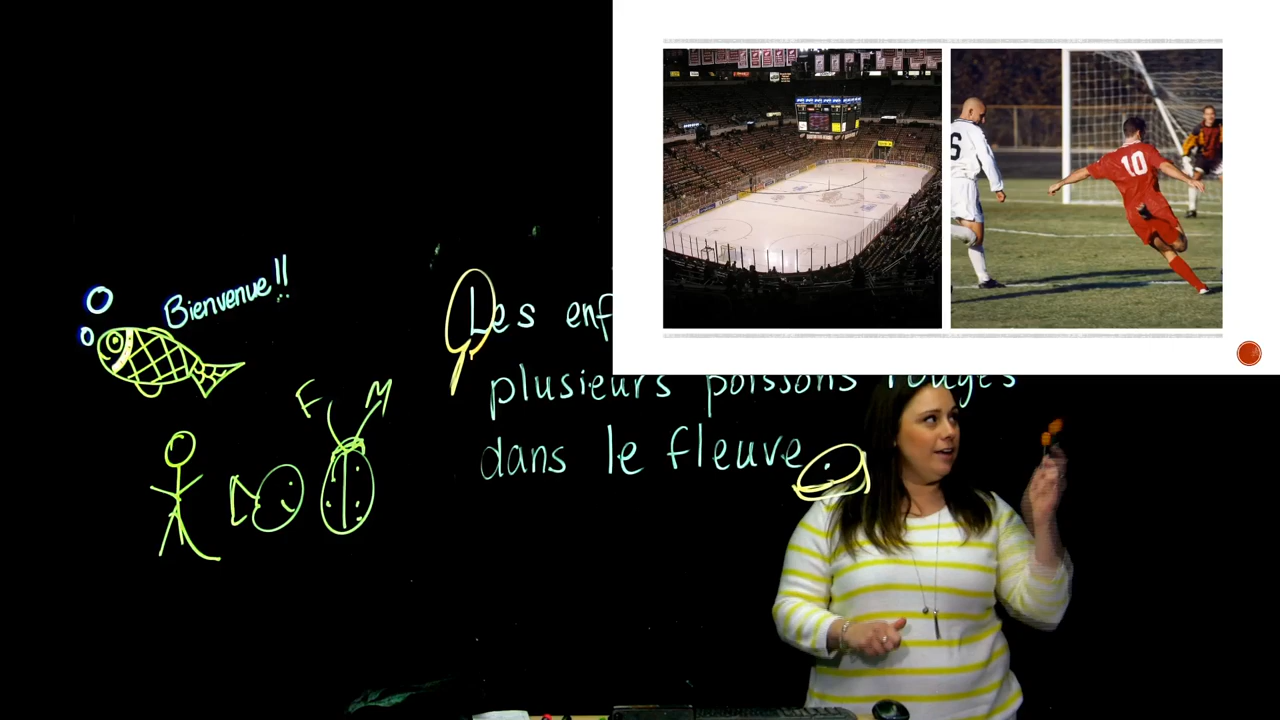 Bienvenue!!
Les enf
plusieurs poissons rouges
dans le fleuve.
F M
10
6